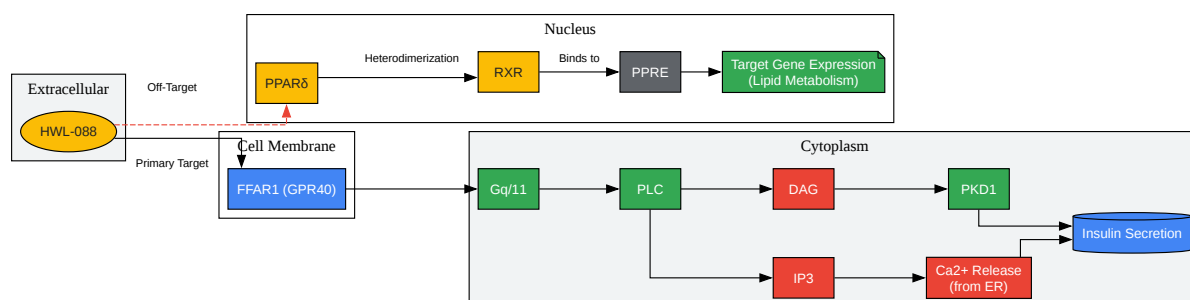 Nucleus
Heterodimerization
Binds to
PPARδ
RXR
PPRE
Target Gene Expression
(Lipid Metabolism)
Extracellular
Off-Target
HWL-088
Primary Target
Cell Membrane
FFAR1 (GPR40)
Cytoplasm
Gq/11
PLC
DAG
PKD1
Insulin Secretion
IP3
Ca2+ Release
(from ER)